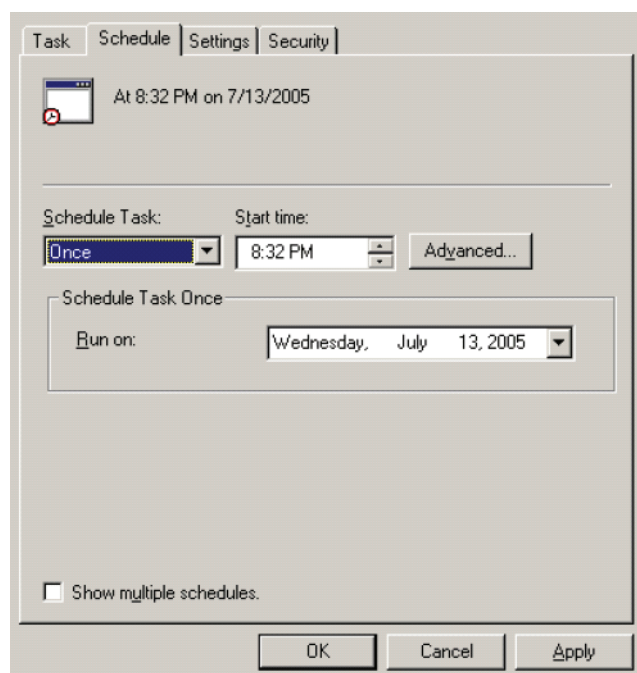 Task Schedule Settings Security
At 8:32 PM on 7/13/2005
Schedule Task: Start time:
Once 8:32 PM Advanced...
Schedule Task Once
Run on: Wednesday, July 13, 2005
Show multiple schedules.
OK Cancel Apply